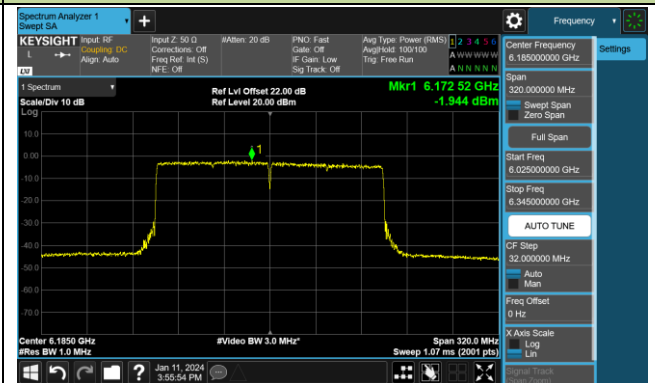 Spectrum Analyzer 1
Swept SA
+
Frequency
KEYSIGHT
L
LXI
Input: RF
Coupling: DC
Align: Auto
Input Z: 50 Ω
Corrections: Off
Freq Ref: Int (S)
NFE: Off
#Atten: 20 dB
PNO: Fast
Gate: Off
IF Gain: Low
Sig Track: Off
Avg Type: Power (RMS)
Avg|Hold: 100/100
Trig: Free Run
1 2 3 4 5 6
A W W W W W
A N N N N N
Center Frequency
6.185000000 GHz
Settings
Span
320.000000 MHz
Swept Span
Zero Span
Full Span
Start Freq
6.025000000 GHz
Stop Freq
6.345000000 GHz
AUTO TUNE
CF Step
32.000000 MHz
Auto
Man
Freq Offset
0 Hz
X Axis Scale
Log
Lin
Signal Track
(Span Zoom)
1 Spectrum
Scale/Div 10 dB
Log
Ref Lvl Offset 22.00 dB
Ref Level 20.00 dBm
Mkr1 6.172 52 GHz
-1.944 dBm
1
10.0
0.00
-10.0
-20.0
-30.0
-40.0
-50.0
-60.0
-70.0
Center 6.1850 GHz
#Res BW 1.0 MHz
#Video BW 3.0 MHz*
Span 320.0 MHz
Sweep 1.07 ms (2001 pts)
?
Jan 11, 2024
3:55:54 PM